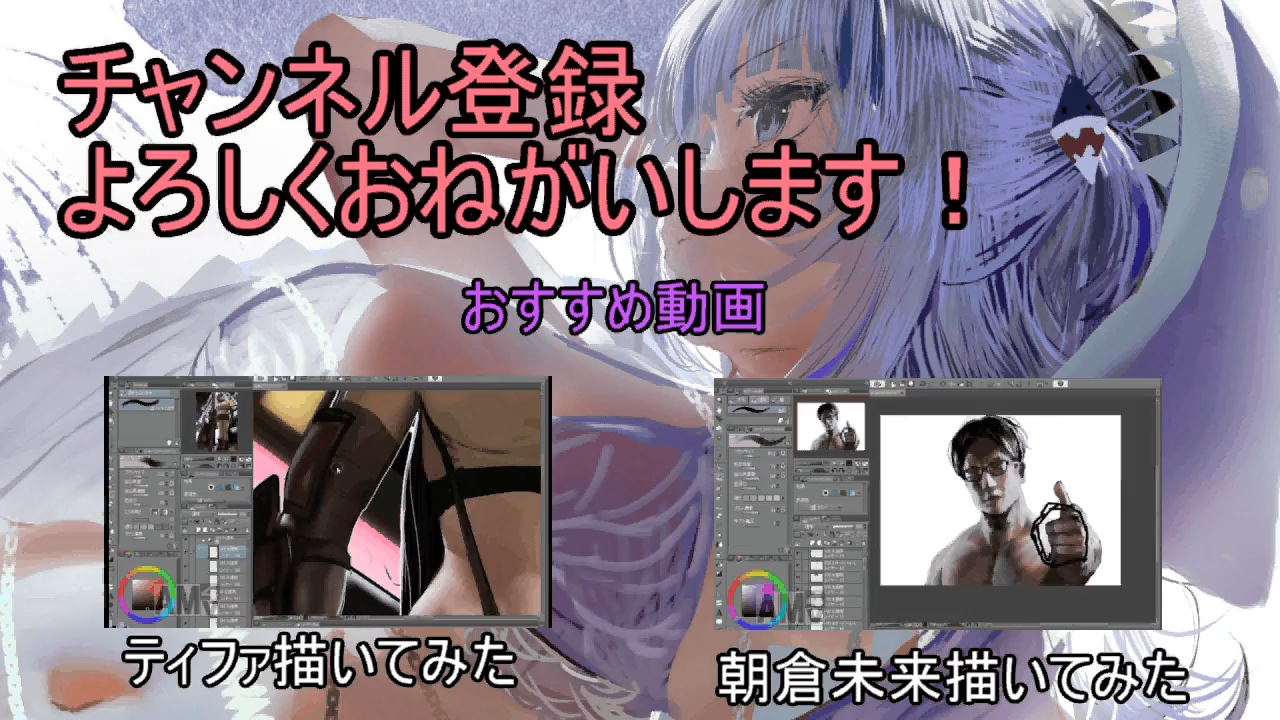 チャンネル登録
よろしくおねがいします！
おすすめ動画
ティファ描いてみた
朝倉未来描いてみた